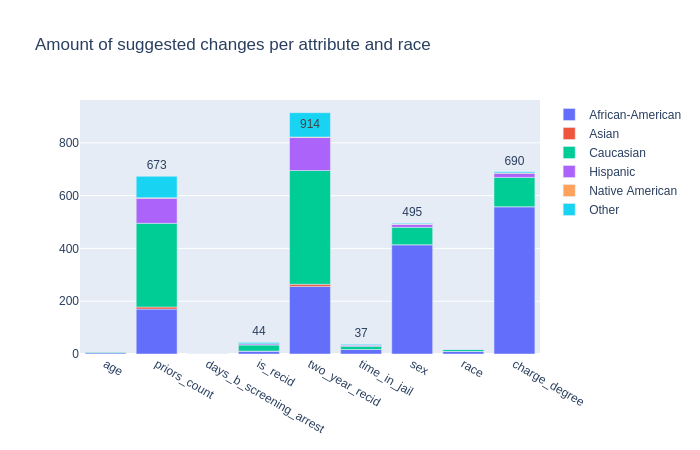 Amount of suggested changes per attribute and race
African-American
Asian
Caucasian
Hispanic
Native American
Other
800
600
400
200
0
673
44
914
37
495
690
age
priors_count
days_b_screening_arrest
is_recid
two_year_recid
time_in_jail
sex
race
charge_degree